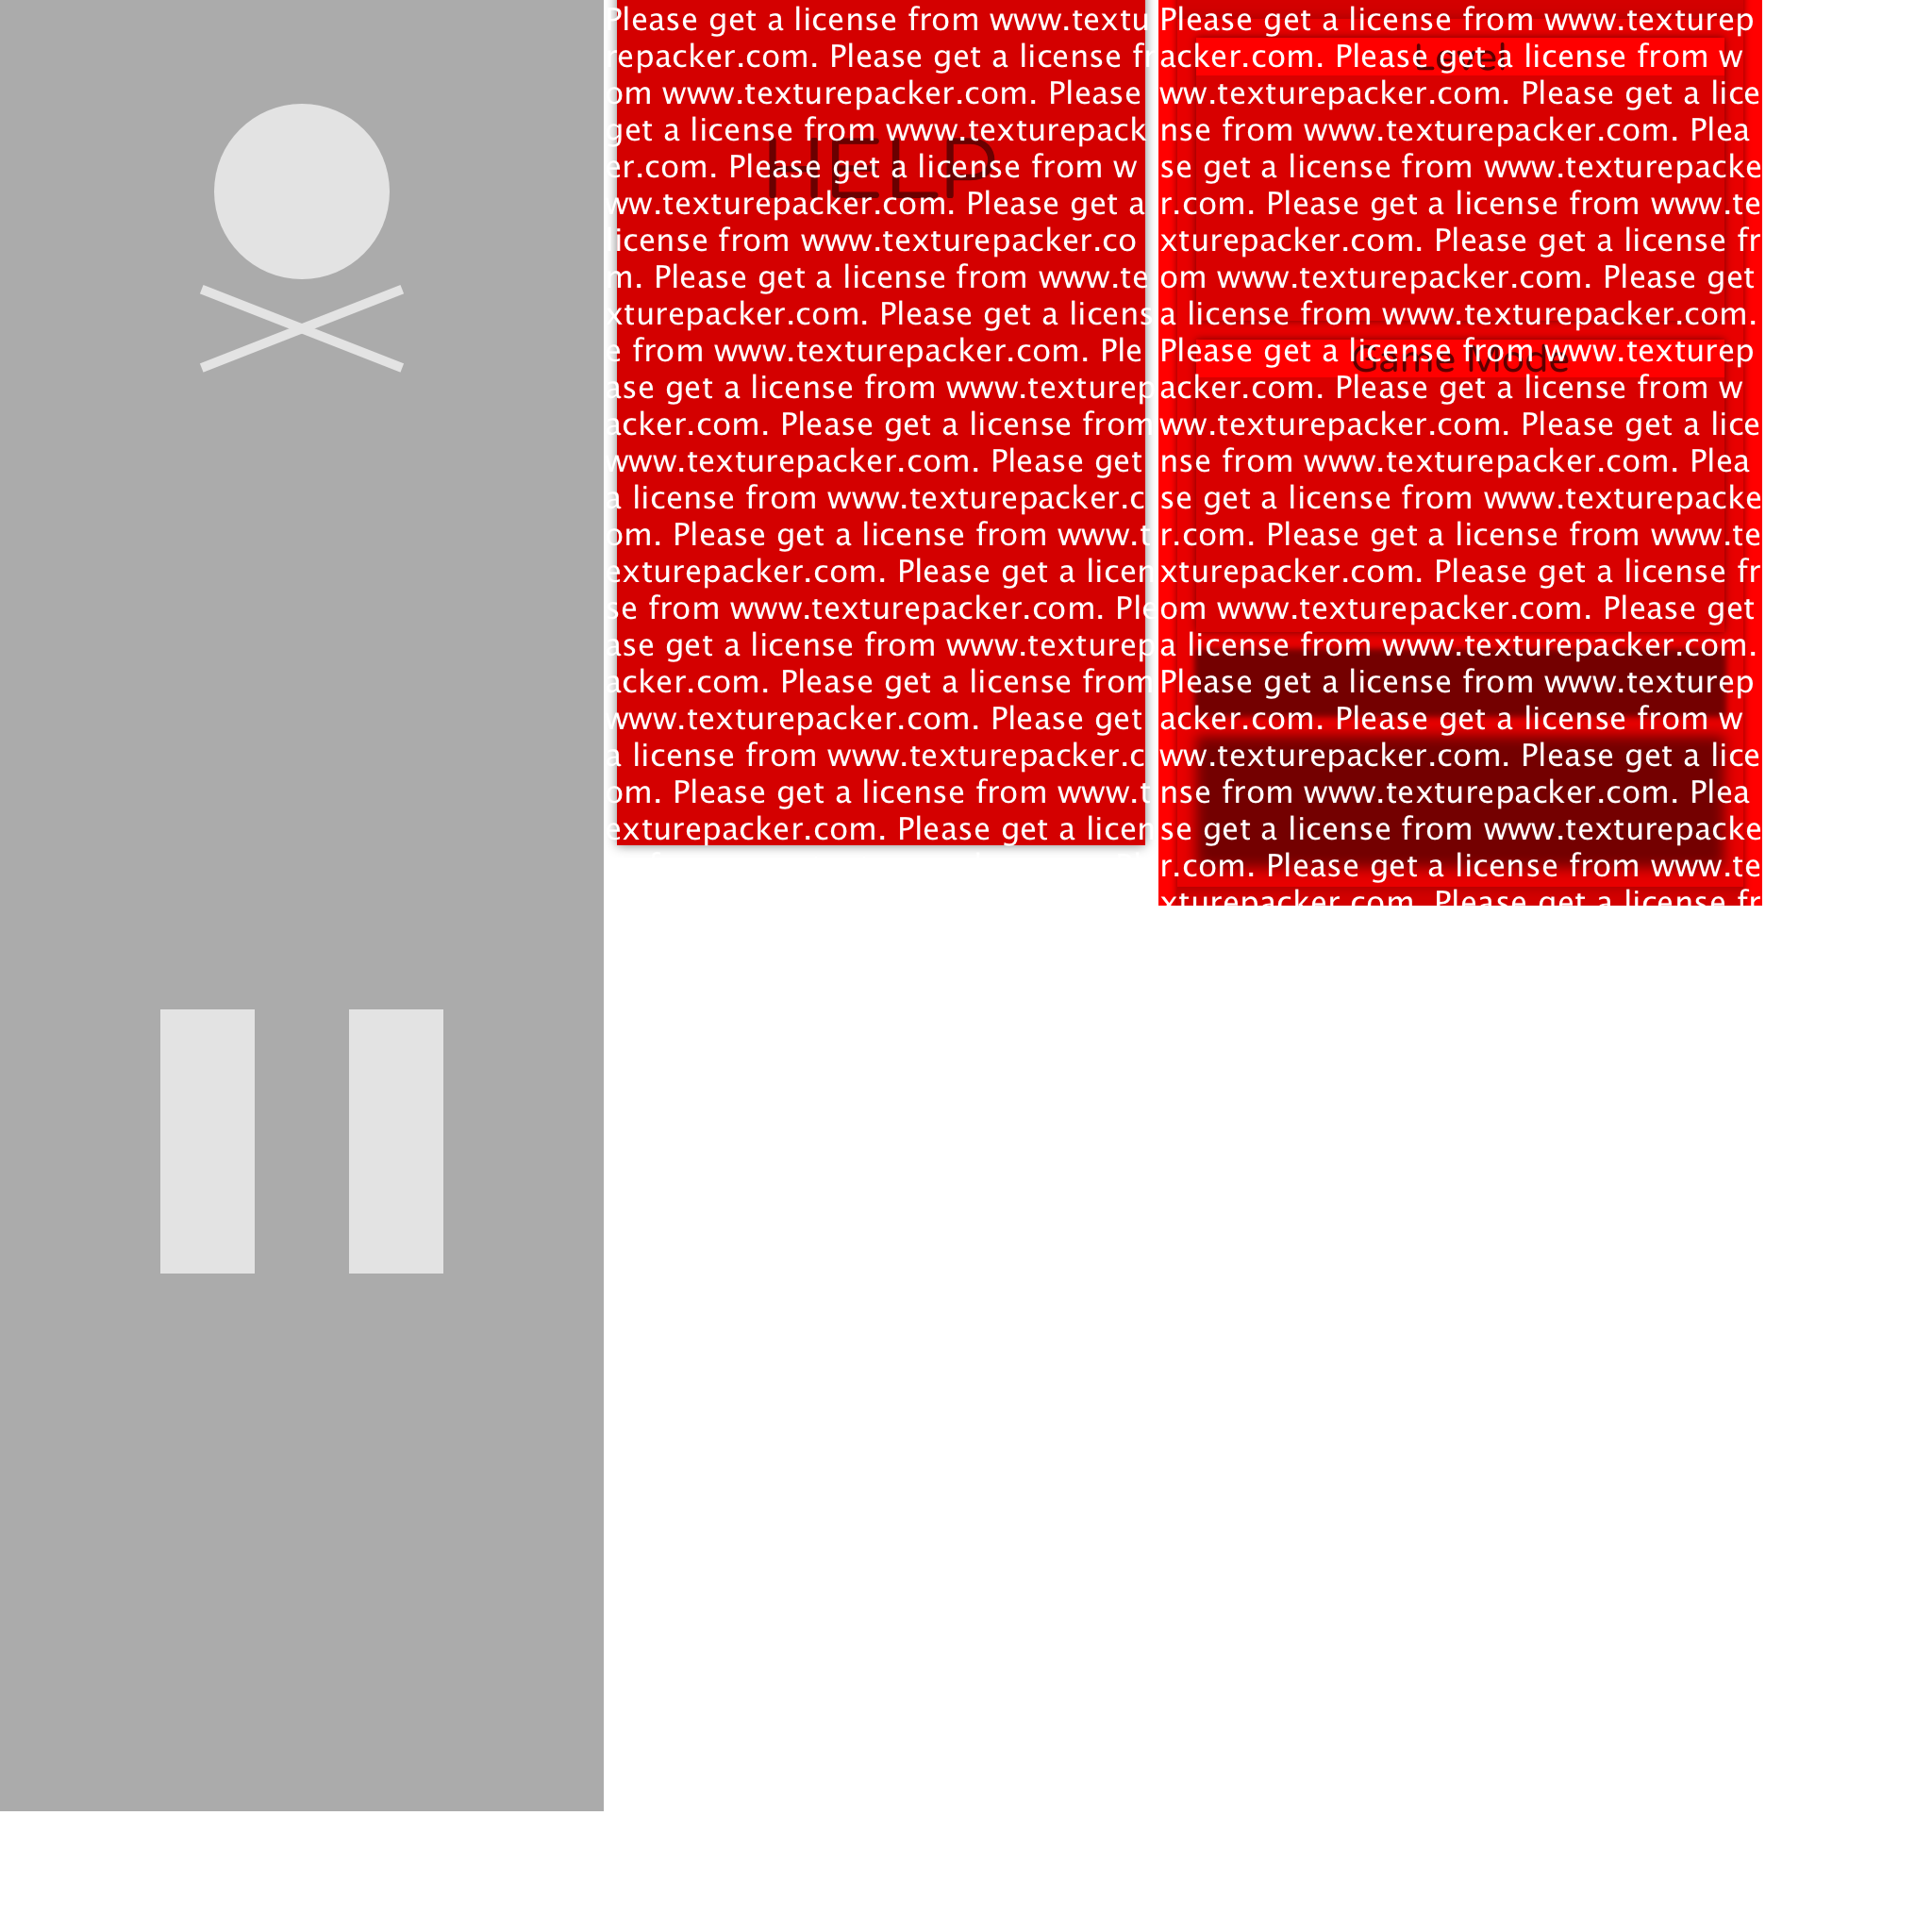 Please get a license from www.textu
repacker.com. Please get a license fr
om www.texturepacker.com. Please
get a license from www.texturepack
er.com. Please get a license from w
HELP
ww.texturepacker.com. Please get a
license from www.texturepacker.co
m. Please get a license from www.te
xturepacker.com. Please get a licens
e from www.texturepacker.com. Ple
ase get a license from www.texturep
acker.com. Please get a license from
www.texturepacker.com. Please get
a license from www.texturepacker.c
om. Please get a license from www.t
exturepacker.com. Please get a licen
se from www.texturepacker.com. Ple
ase get a license from www.texturep
acker.com. Please get a license from
www.texturepacker.com. Please get
a license from www.texturepacker.c
om. Please get a license from www.t
exturepacker.com. Please get a licen
Please get a license from www.texturep
acker.com. Please get a license from w
Level
ww.texturepacker.com. Please get a lice
nse from www.texturepacker.com. Plea
se get a license from www.texturepacke
r.com. Please get a license from www.te
xturepacker.com. Please get a license fr
om www.texturepacker.com. Please get
a license from www.texturepacker.com.
Please get a license from www.texturep
Game Mode
acker.com. Please get a license from w
ww.texturepacker.com. Please get a lice
nse from www.texturepacker.com. Plea
se get a license from www.texturepacke
r.com. Please get a license from www.te
xturepacker.com. Please get a license fr
om www.texturepacker.com. Please get
a license from www.texturepacker.com.
Please get a license from www.texturep
acker.com. Please get a license from w
ww.texturepacker.com. Please get a lice
nse from www.texturepacker.com. Plea
se get a license from www.texturepacke
r.com. Please get a license from www.te
xturepacker.com. Please get a license fr